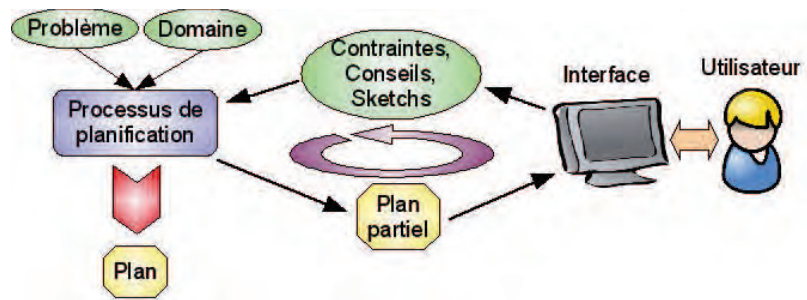 Problème
Domaine
Contraintes,
Conseils,
Sketchs
Interface
Utilisateur
Processus de
planification
Plan
partiel
Plan